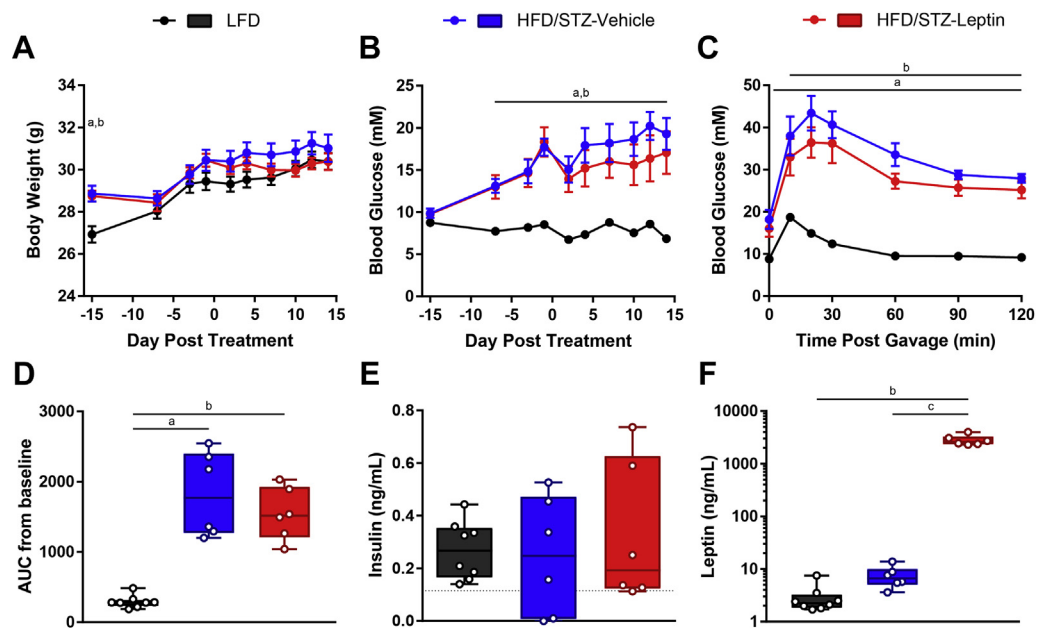 LFD HFD/STZ-Vehicle HFD/STZ-Leptin
A
Body Weight (g)
34
32
30
28
26
24
a,b
-15 -10 -5 0 5 10 15
Day Post Treatment
B
Blood Glucose (mM)
25
20
15
10
5
0
a,b
-15 -10 -5 0 5 10 15
Day Post Treatment
C
Blood Glucose (mM)
50
40
30
20
10
0
b
a
0 30 60 90 120
Time Post Gavage (min)
D
AUC from baseline
3000
2000
1000
0
b
a
E
Insulin (ng/mL)
0.8
0.6
0.4
0.2
0.0
F
Leptin (ng/mL)
10000
1000
100
10
1
b
c